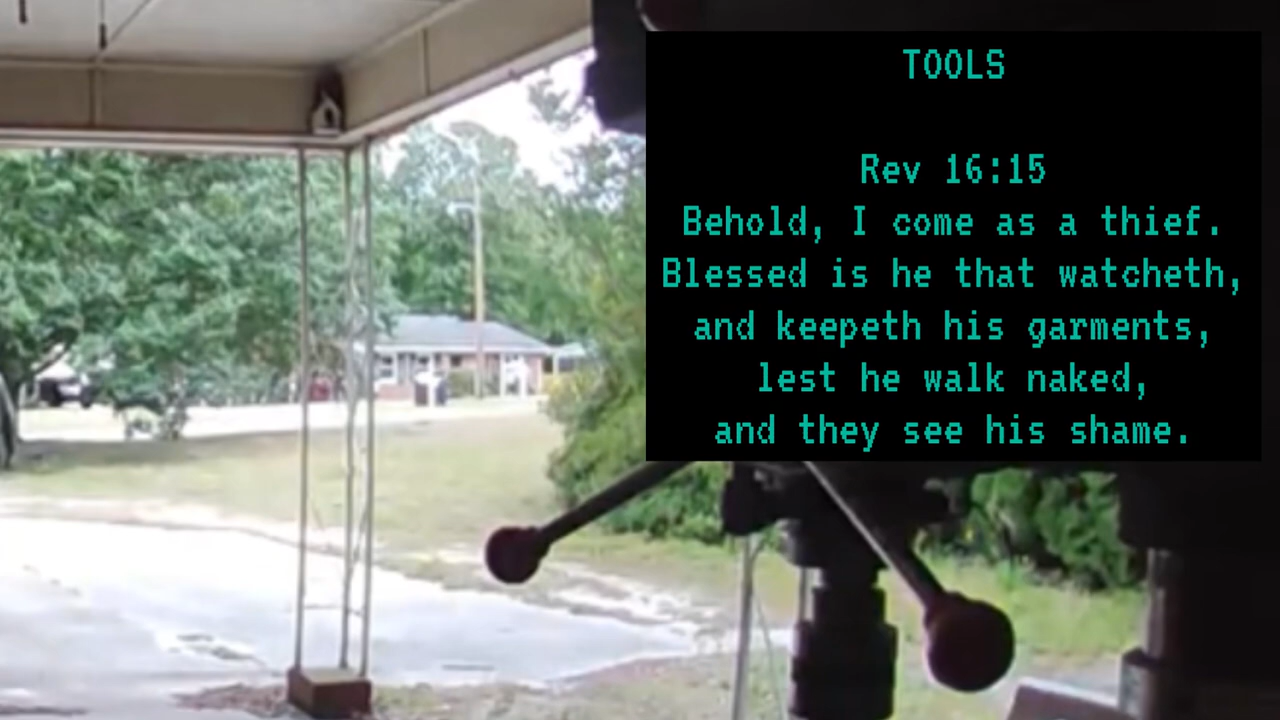 TOOLS
Rev 16:15
Behold, I come as a thief.
Blessed is he that watcheth,
and keepeth his garments,
lest he walk naked,
and they see his shame.